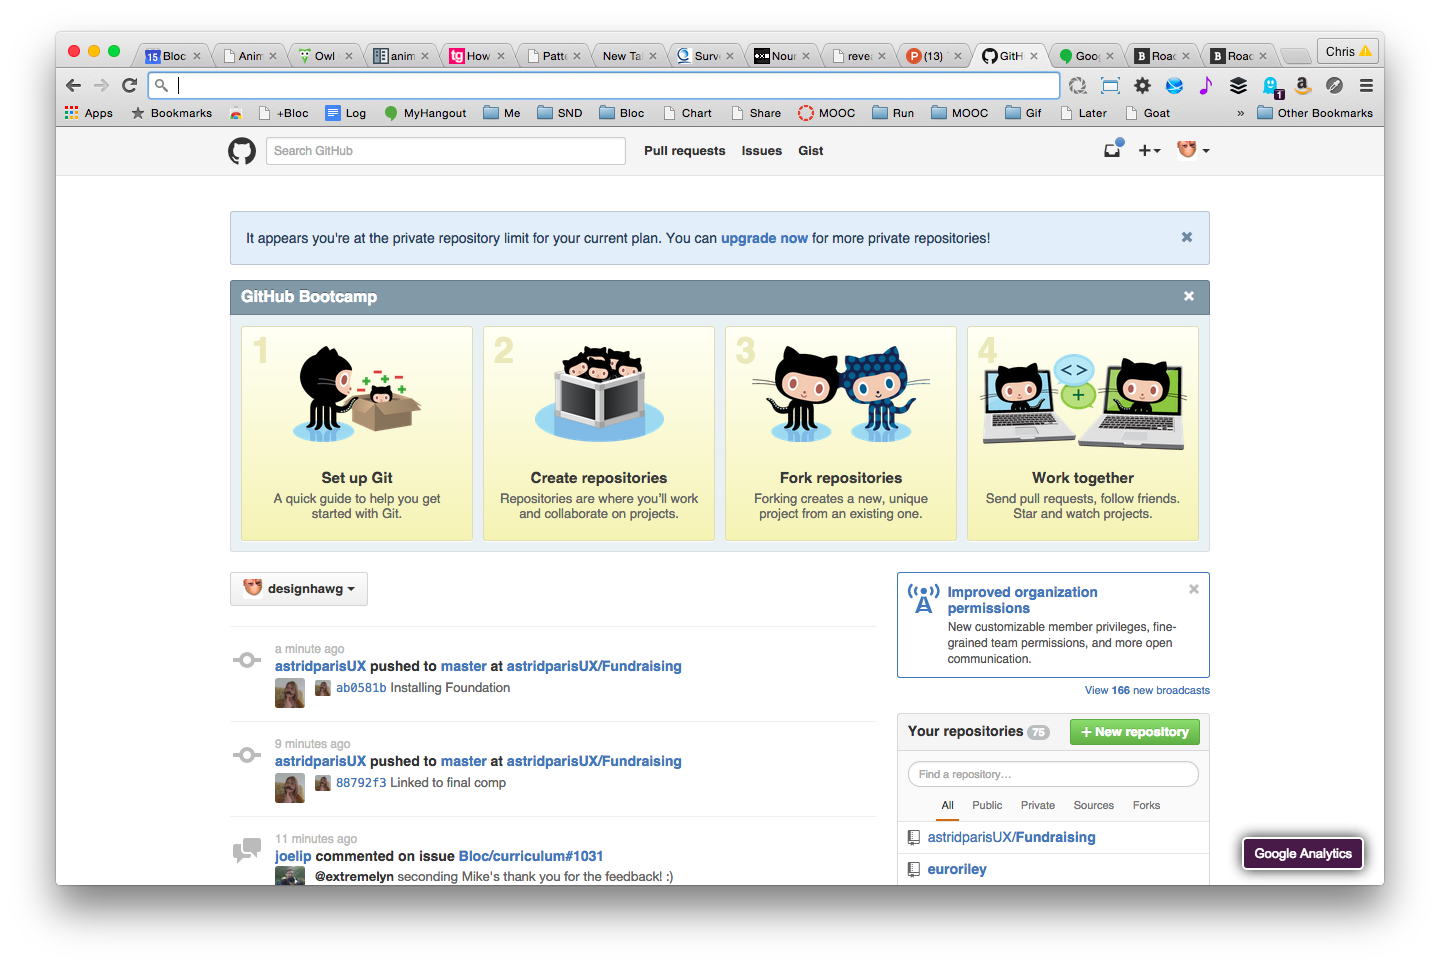 15 Bloc
Anim
Owl
anim
tg How
Patte
New Ta
Surve
Nour
reve
(13)
GitH
Goog
B Road
B Road
Chris
1
Apps
Bookmarks
+Bloc
Log
MyHangout
Me
SND
Bloc
Chart
Share
MOOC
Run
MOOC
Gif
Later
Goat
»
Other Bookmarks
Search GitHub
Pull requests
Issues
Gist
It appears you're at the private repository limit for your current plan. You can upgrade now for more private repositories!
GitHub Bootcamp
1
Set up Git
A quick guide to help you get
started with Git.
2
Create repositories
Repositories are where you'll work
and collaborate on projects.
3
Fork repositories
Forking creates a new, unique
project from an existing one.
4
<>
+
Work together
Send pull requests, follow friends.
Star and watch projects.
designhawg
a minute ago
astridparisUX pushed to master at astridparisUX/Fundraising
ab0581b Installing Foundation
9 minutes ago
astridparisUX pushed to master at astridparisUX/Fundraising
88792f3 Linked to final comp
11 minutes ago
joelip commented on issue Bloc/curriculum#1031
@extremelyn seconding Mike's thank you for the feedback! :)
Improved organization
permissions
New customizable member privileges, fine-
grained team permissions, and more open
communication.
View 166 new broadcasts
Your repositories 75
+ New repository
Find a repository...
All
Public
Private
Sources
Forks
astridparisUX/Fundraising
euroriley
Google Analytics